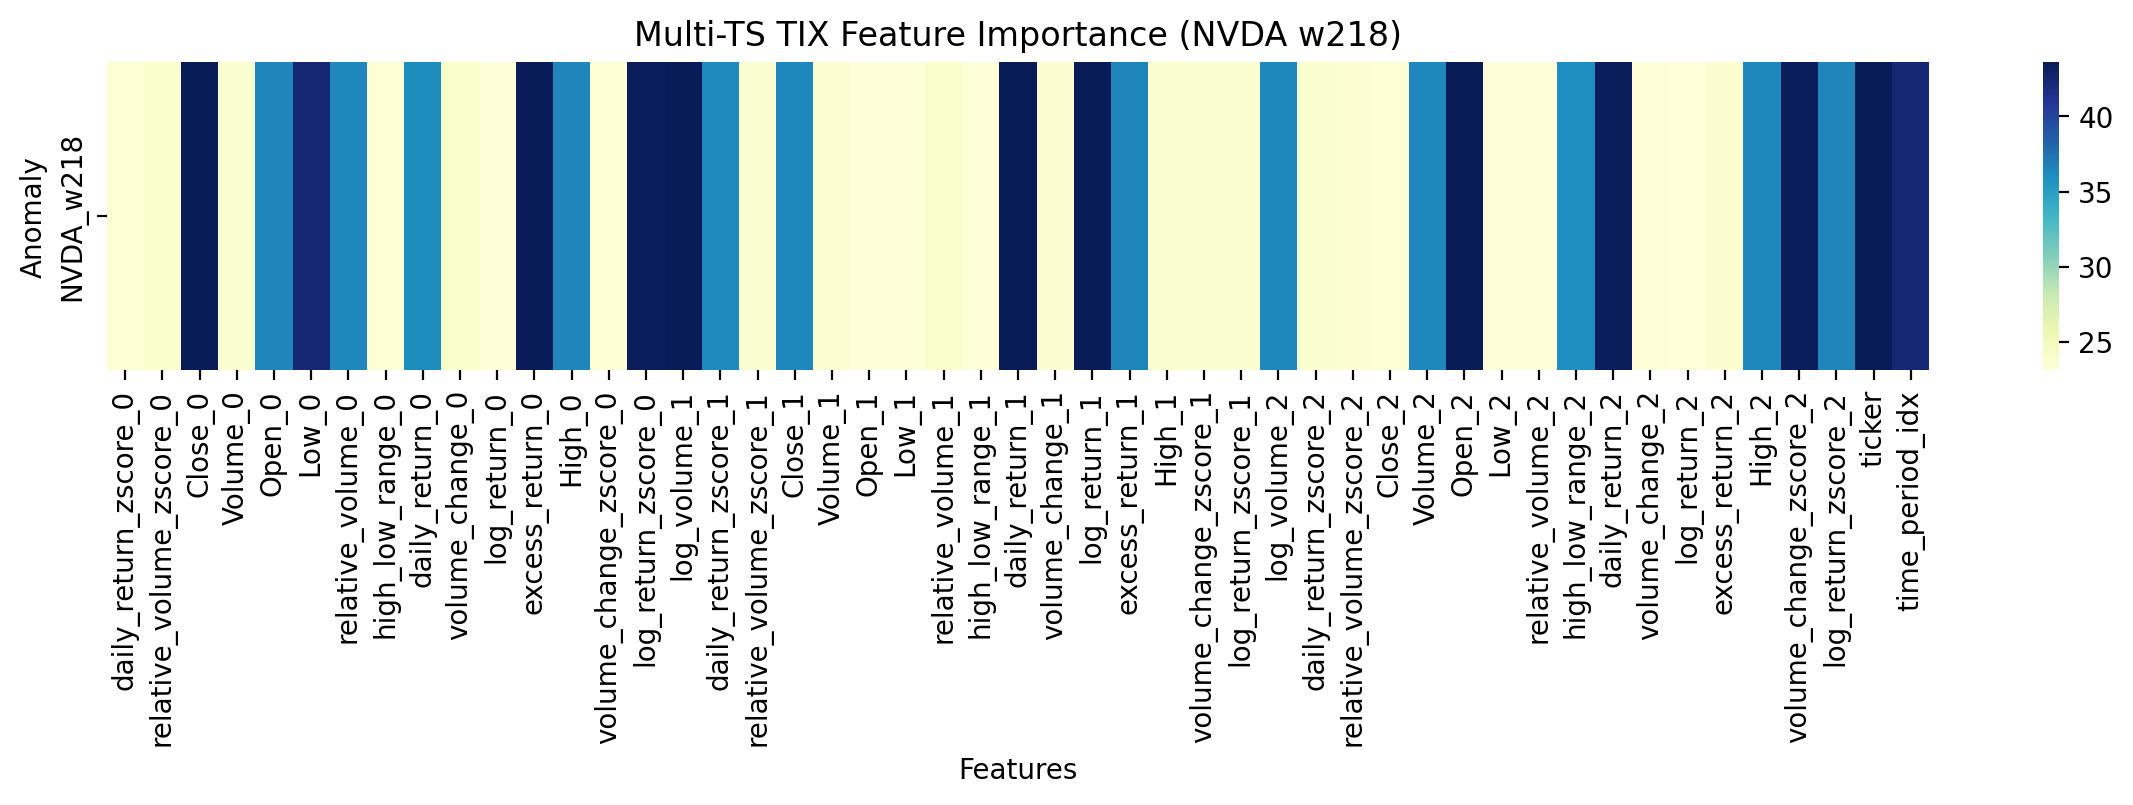 Multi-TS TIX Feature Importance (NVDA w218)
Anomaly
NVDA_w218
40
35
30
25
daily_return_zscore_0
relative_volume_zscore_0
Close_0
Volume_0
Open_0
Low_0
relative_volume_0
high_low_range_0
daily_return_0
volume_change_0
log_return_0
excess_return_0
High_0
volume_change_zscore_0
log_return_zscore_0
log_volume_1
daily_return_zscore_1
relative_volume_zscore_1
Close_1
Volume_1
Open_1
Low_1
relative_volume_1
high_low_range_1
daily_return_1
volume_change_1
log_return_1
excess_return_1
High_1
volume_change_zscore_1
log_return_zscore_1
log_volume_2
daily_return_zscore_2
relative_volume_zscore_2
Close_2
Volume_2
Open_2
Low_2
relative_volume_2
high_low_range_2
daily_return_2
volume_change_2
log_return_2
excess_return_2
High_2
volume_change_zscore_2
log_return_zscore_2
ticker
time_period_idx
Features